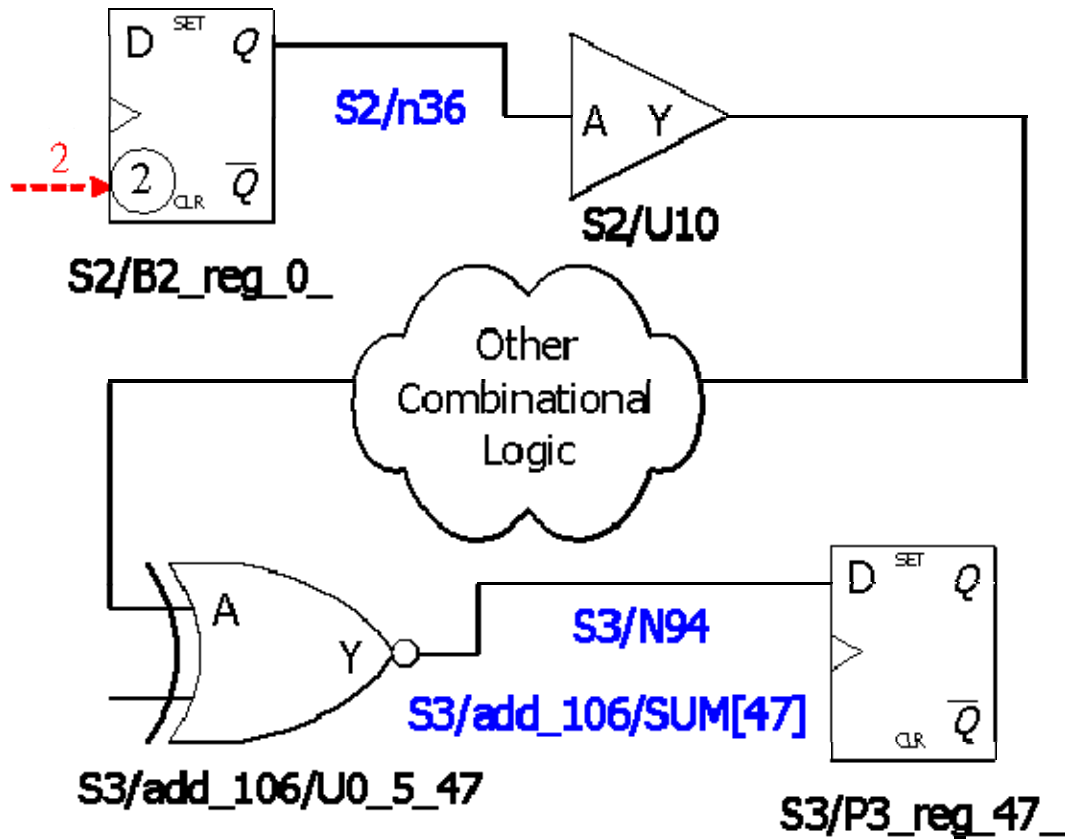 D SET Q
S2/n36
A Y
2
2 CLR Q
S2/U10
S2/B2_reg_0_
Other
Combinational
Logic
D SET Q
A
S3/N94
Y
S3/add_106/SUM[47]
CLR Q
S3/add_106/U0_5_47
S3/P3_reg_47_